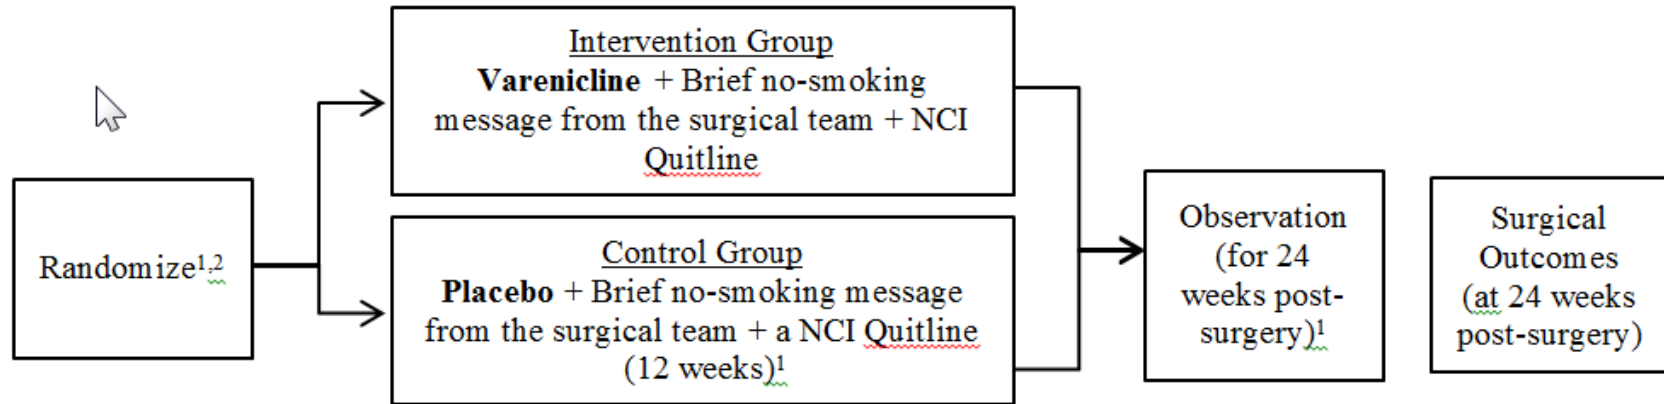 Randomize1,2
Intervention Group
Varenicline + Brief no-smoking
message from the surgical team + NCI
Quitline
Control Group
Placebo + Brief no-smoking message
from the surgical team + a NCI Quitline
(12 weeks)1
Observation
(for 24
weeks post-
surgery)1
Surgical
Outcomes
(at 24 weeks
post-surgery)